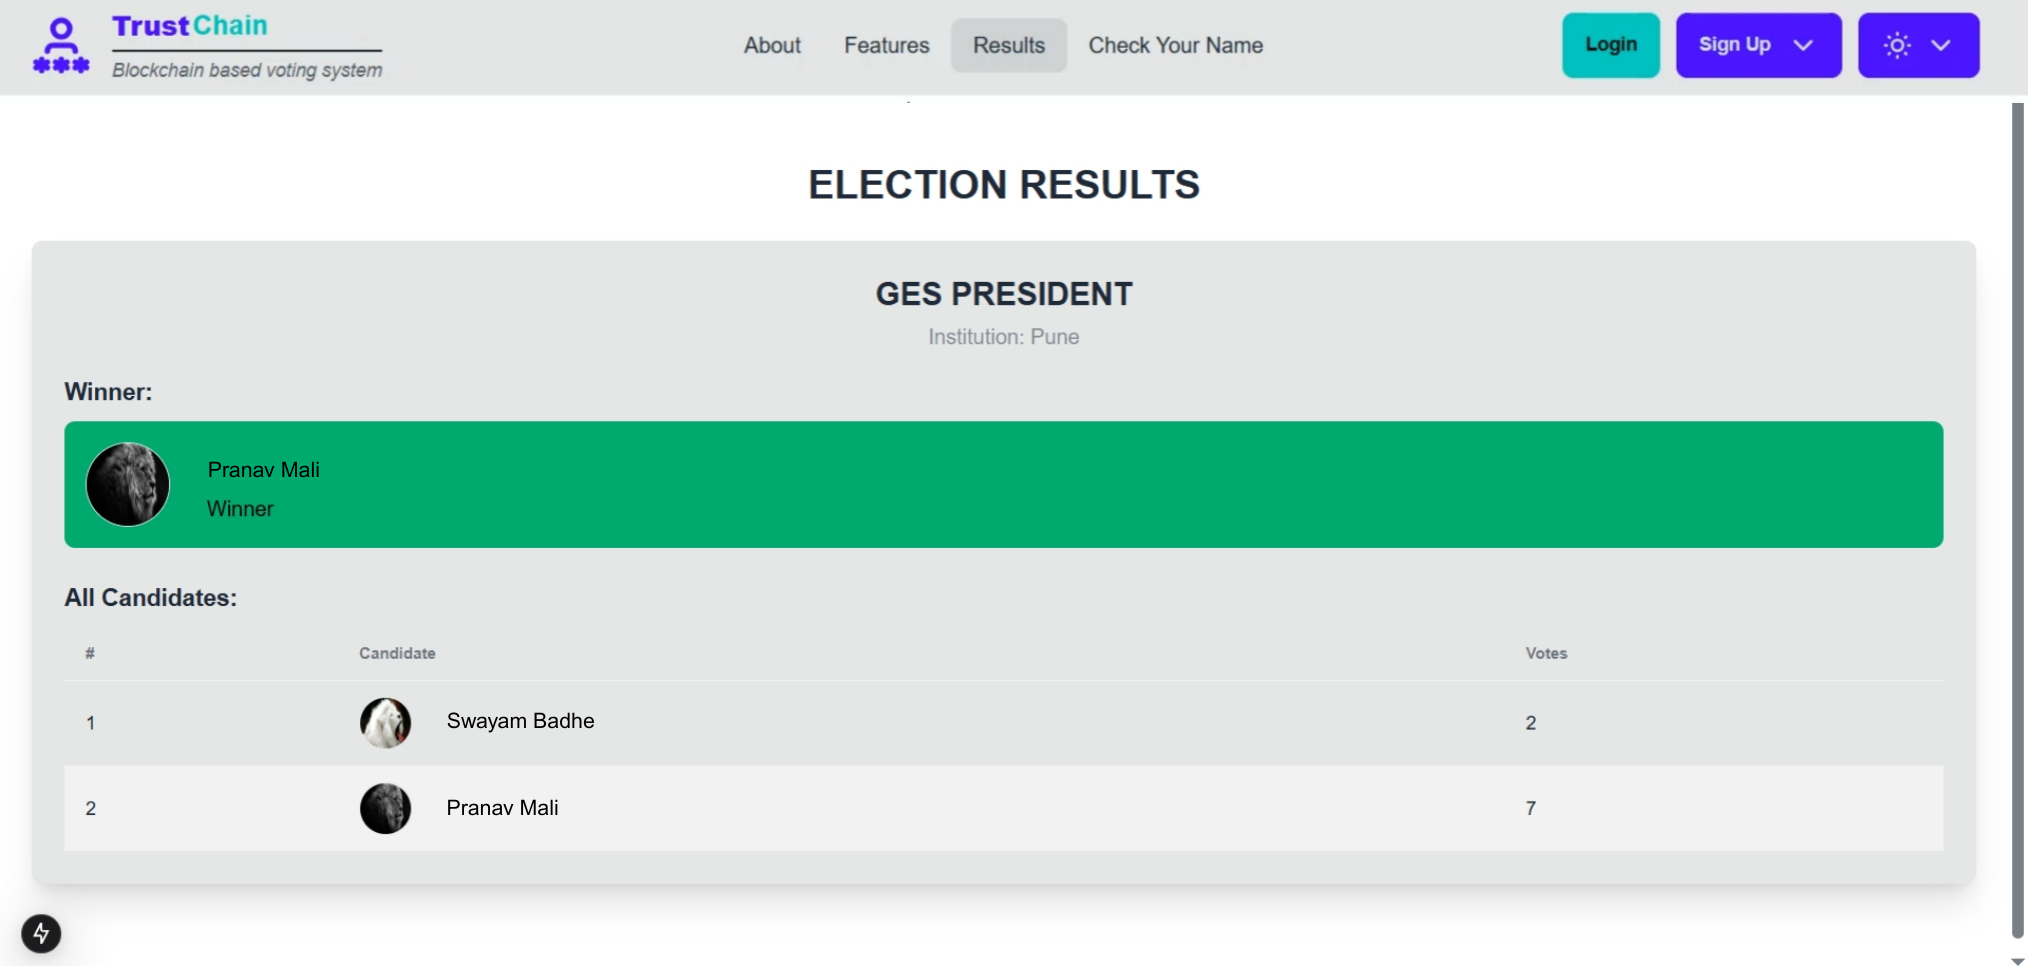 TrustChain
Blockchain based voting system
About
Features
Results
Check Your Name
Login
Sign Up
ELECTION RESULTS
GES PRESIDENT
Institution: Pune
Winner:
Pranav Mali
Winner
All Candidates:
# Candidate Votes
1 Swayam Badhe 2
2 Pranav Mali 7